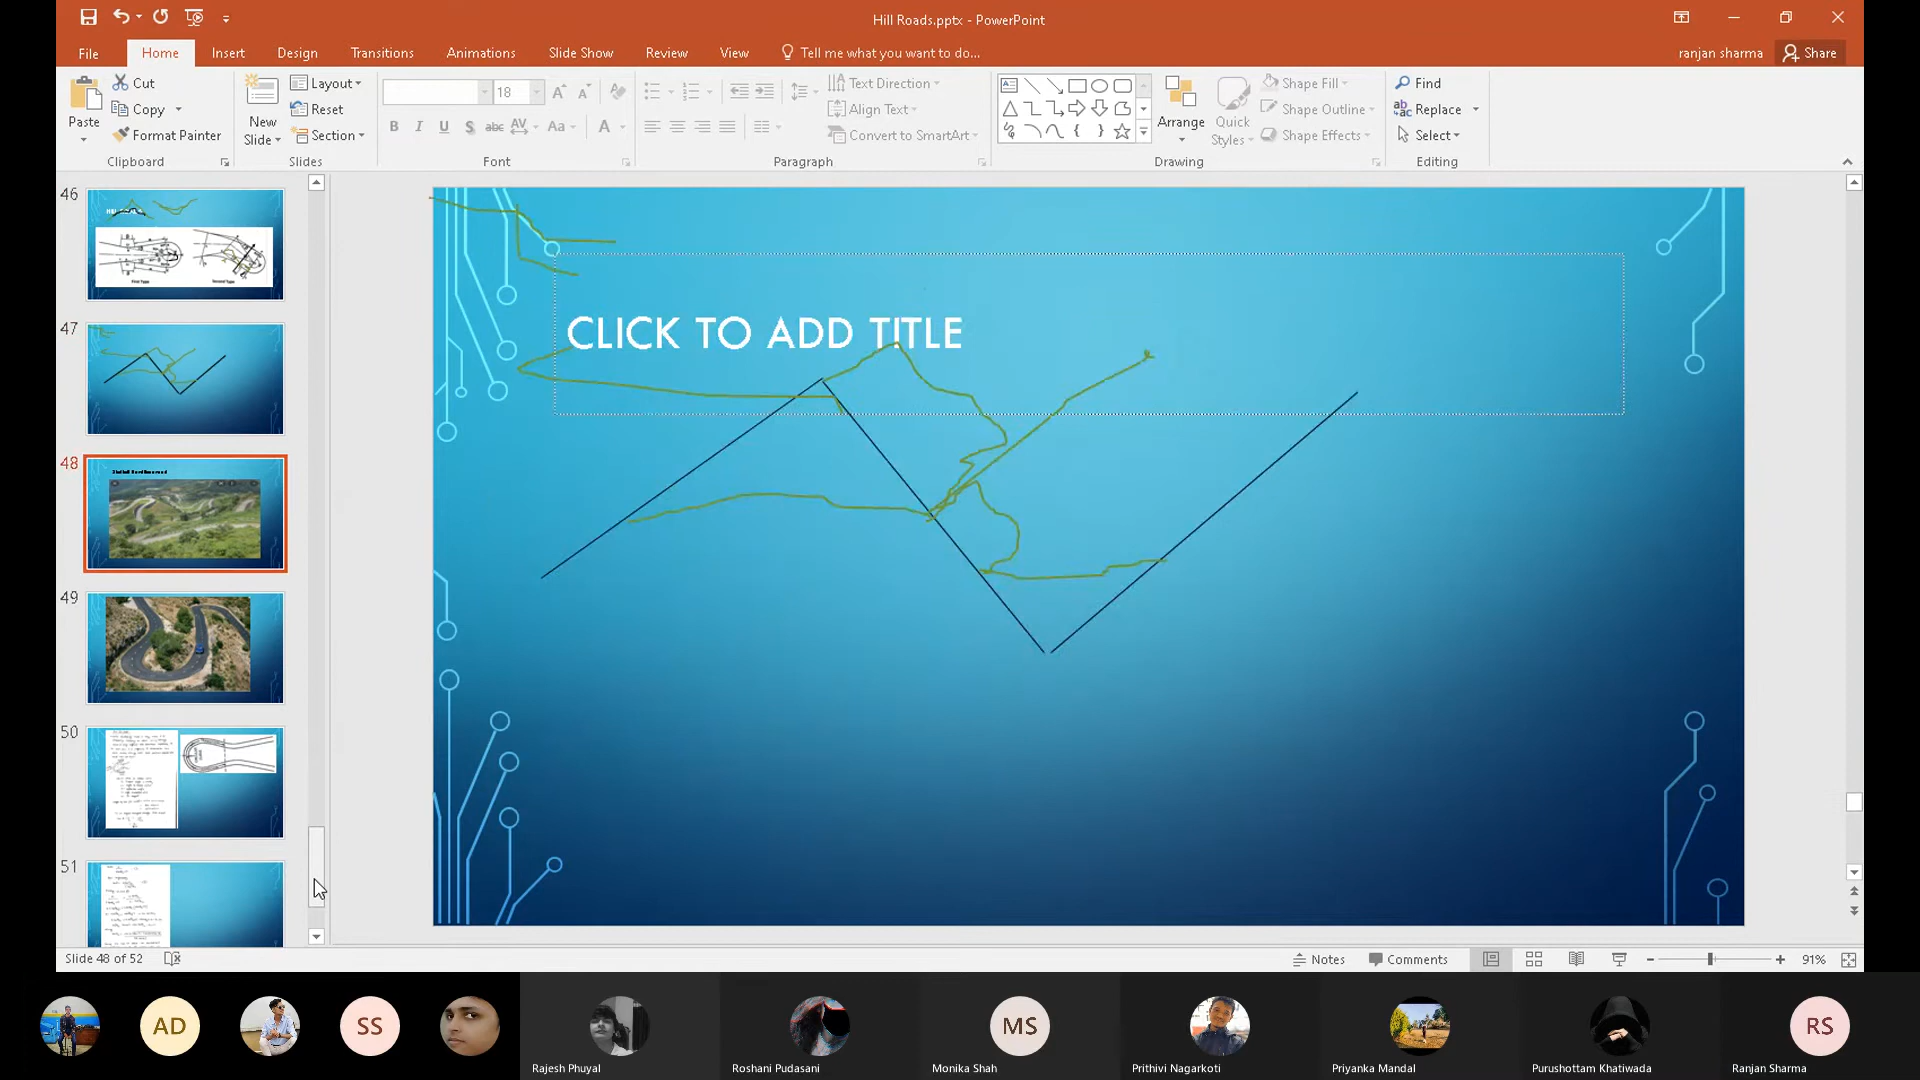 Hill Roads.pptx - PowerPoint
File
Home
Insert
Design
Transitions
Animations
Slide Show
Review
View
Tell me what you want to do...
ranjan sharma
Share
Paste
Cut
Copy
Format Painter
Clipboard
New
Slide
Layout
Reset
Section
Slides
18
Font
Text Direction
Align Text
Convert to SmartArt
Paragraph
Arrange
Quick
Styles
Shape Fill
Shape Outline
Shape Effects
Drawing
Find
Replace
Select
Editing
46
47
48
49
50
51
CLICK TO ADD TITLE
Slide 48 of 52
Notes
Comments
91%
AD
SS
MS
RS
Rajesh Phuyal
Roshani Pudasani
Monika Shah
Prithivi Nagarkoti
Priyanka Mandal
Purushottam Khatiwada
Ranjan Sharma